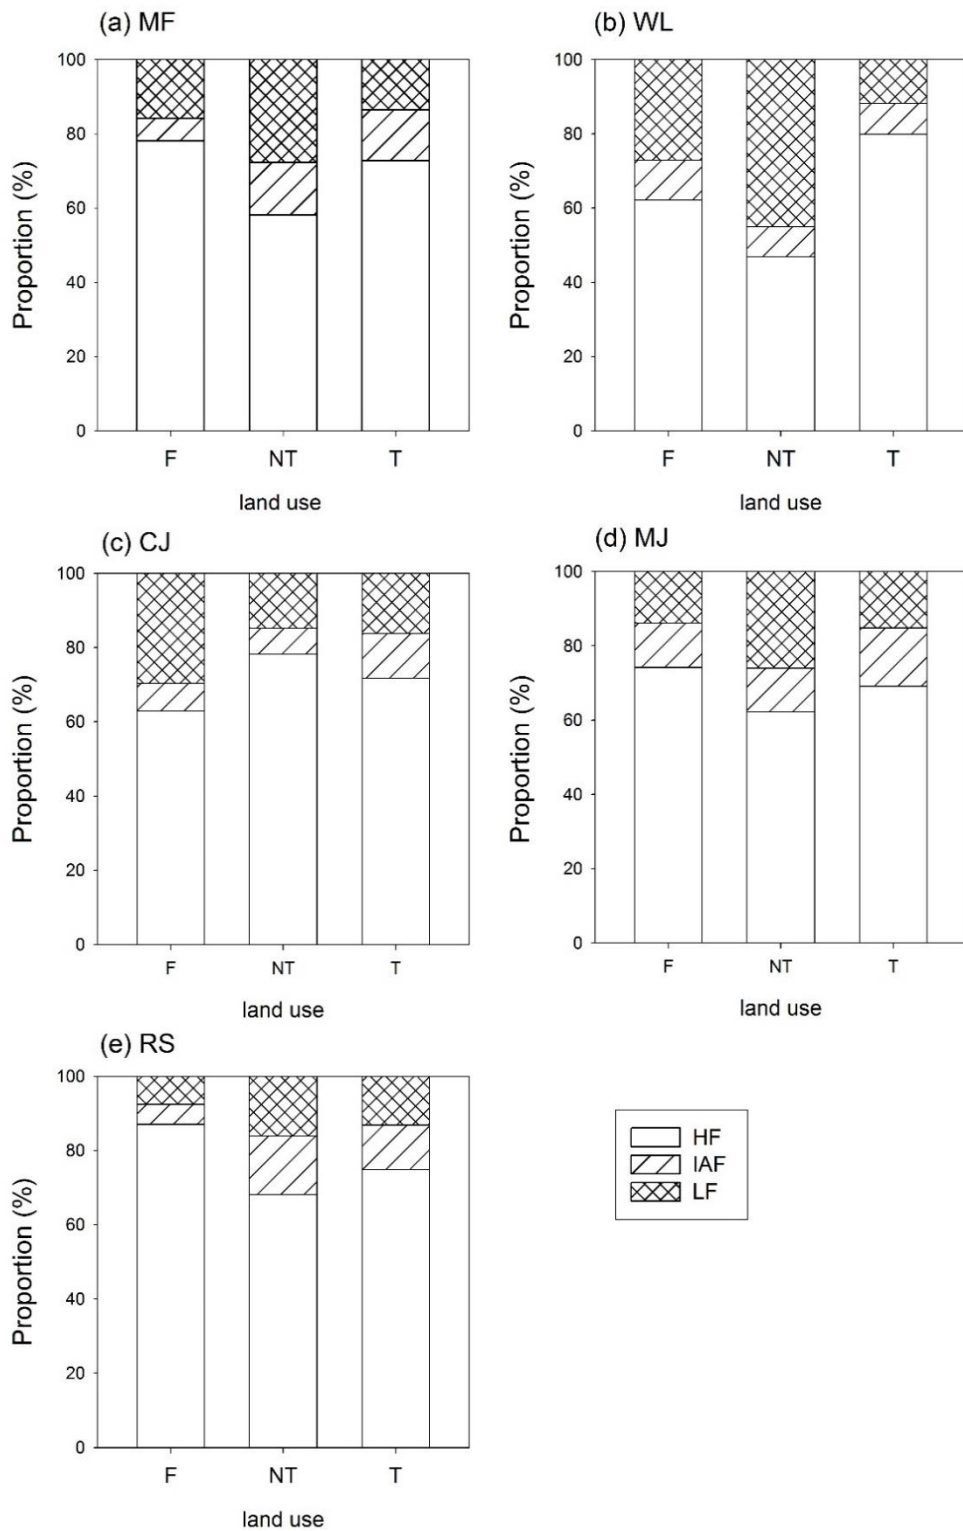 (a) MF
Proportion (%)
100
80
60
40
20
0
F NT T
land use
(b) WL
Proportion (%)
100
80
60
40
20
0
F NT T
land use
(c) CJ
Proportion (%)
100
80
60
40
20
0
F NT T
land use
(d) MJ
Proportion (%)
100
80
60
40
20
0
F NT T
land use
(e) RS
Proportion (%)
100
80
60
40
20
0
F NT T
land use
HF
IAF
LF